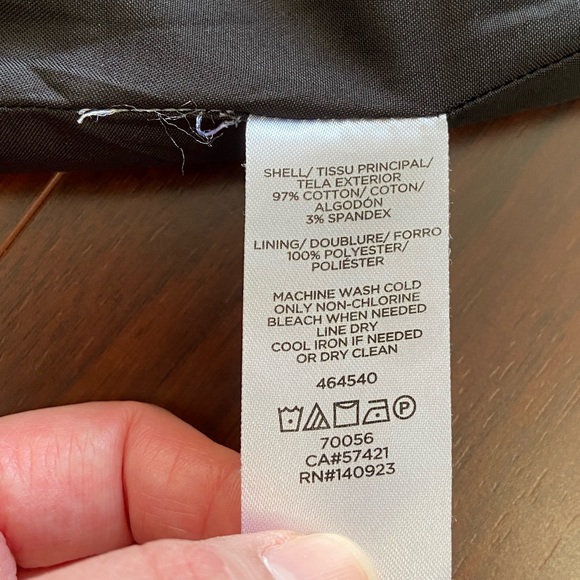 SHELL/ TISSU PRINCIPAL/
TELA EXTERIOR
97% COTTON/ COTON/
ALGODÓN
3% SPANDEX
LINING/ DOUBLURE/ FORRO
100% POLYESTER/
POLIÉSTER
MACHINE WASH COLD
ONLY NON-CHLORINE
BLEACH WHEN NEEDED
LINE DRY
COOL IRON IF NEEDED
OR DRY CLEAN
464540
P
70056
CA#57421
RN#140923